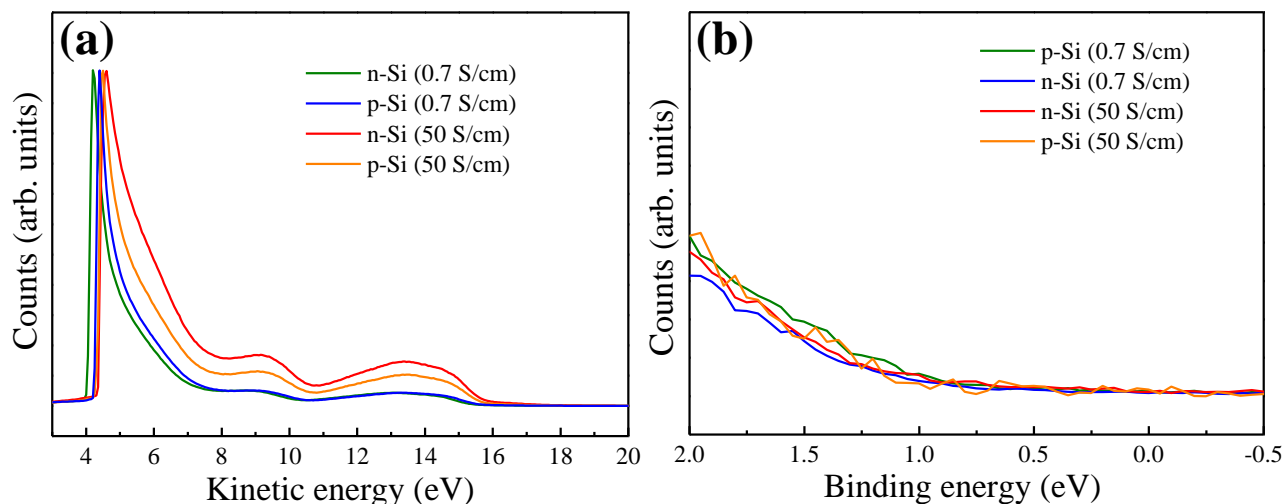 (a)
n-Si (0.7 S/cm)
p-Si (0.7 S/cm)
n-Si (50 S/cm)
p-Si (50 S/cm)
Counts (arb. units)
4 6 8 10 12 14 16 18 20
Kinetic energy (eV)
(b)
p-Si (0.7 S/cm)
n-Si (0.7 S/cm)
n-Si (50 S/cm)
p-Si (50 S/cm)
Counts (arb. units)
2.0 1.5 1.0 0.5 0.0 -0.5
Binding energy (eV)